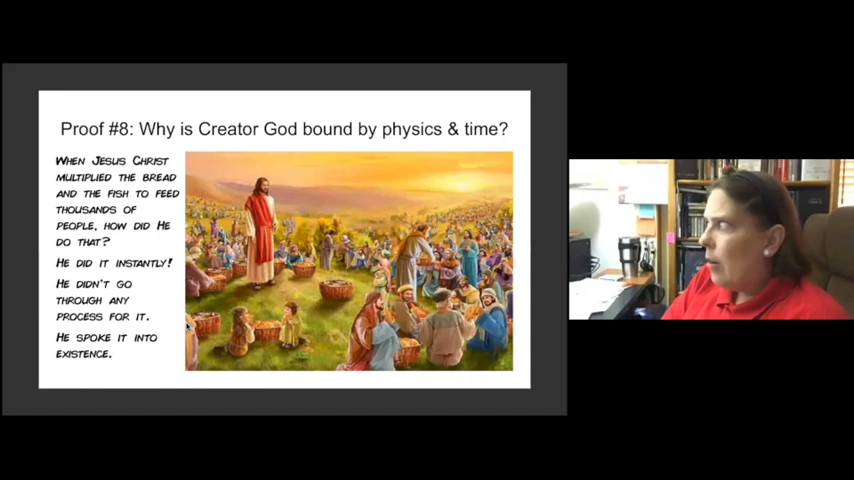 Proof #8: Why is Creator God bound by physics & time?
WHEN JESUS CHRIST
MULTIPLIED THE BREAD
AND THE FISH TO FEED
THOUSANDS OF
PEOPLE, HOW DID HE
DO THAT?
HE DID IT INSTANTLY!
HE DIDN'T GO
THROUGH ANY
PROCESS FOR IT.
HE SPOKE IT INTO
EXISTENCE.